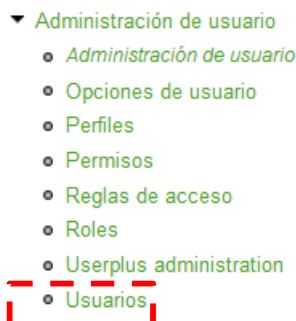 Administración de usuario
Administración de usuario
Opciones de usuario
Perfiles
Permisos
Reglas de acceso
Roles
Userplus administration
Usuarios